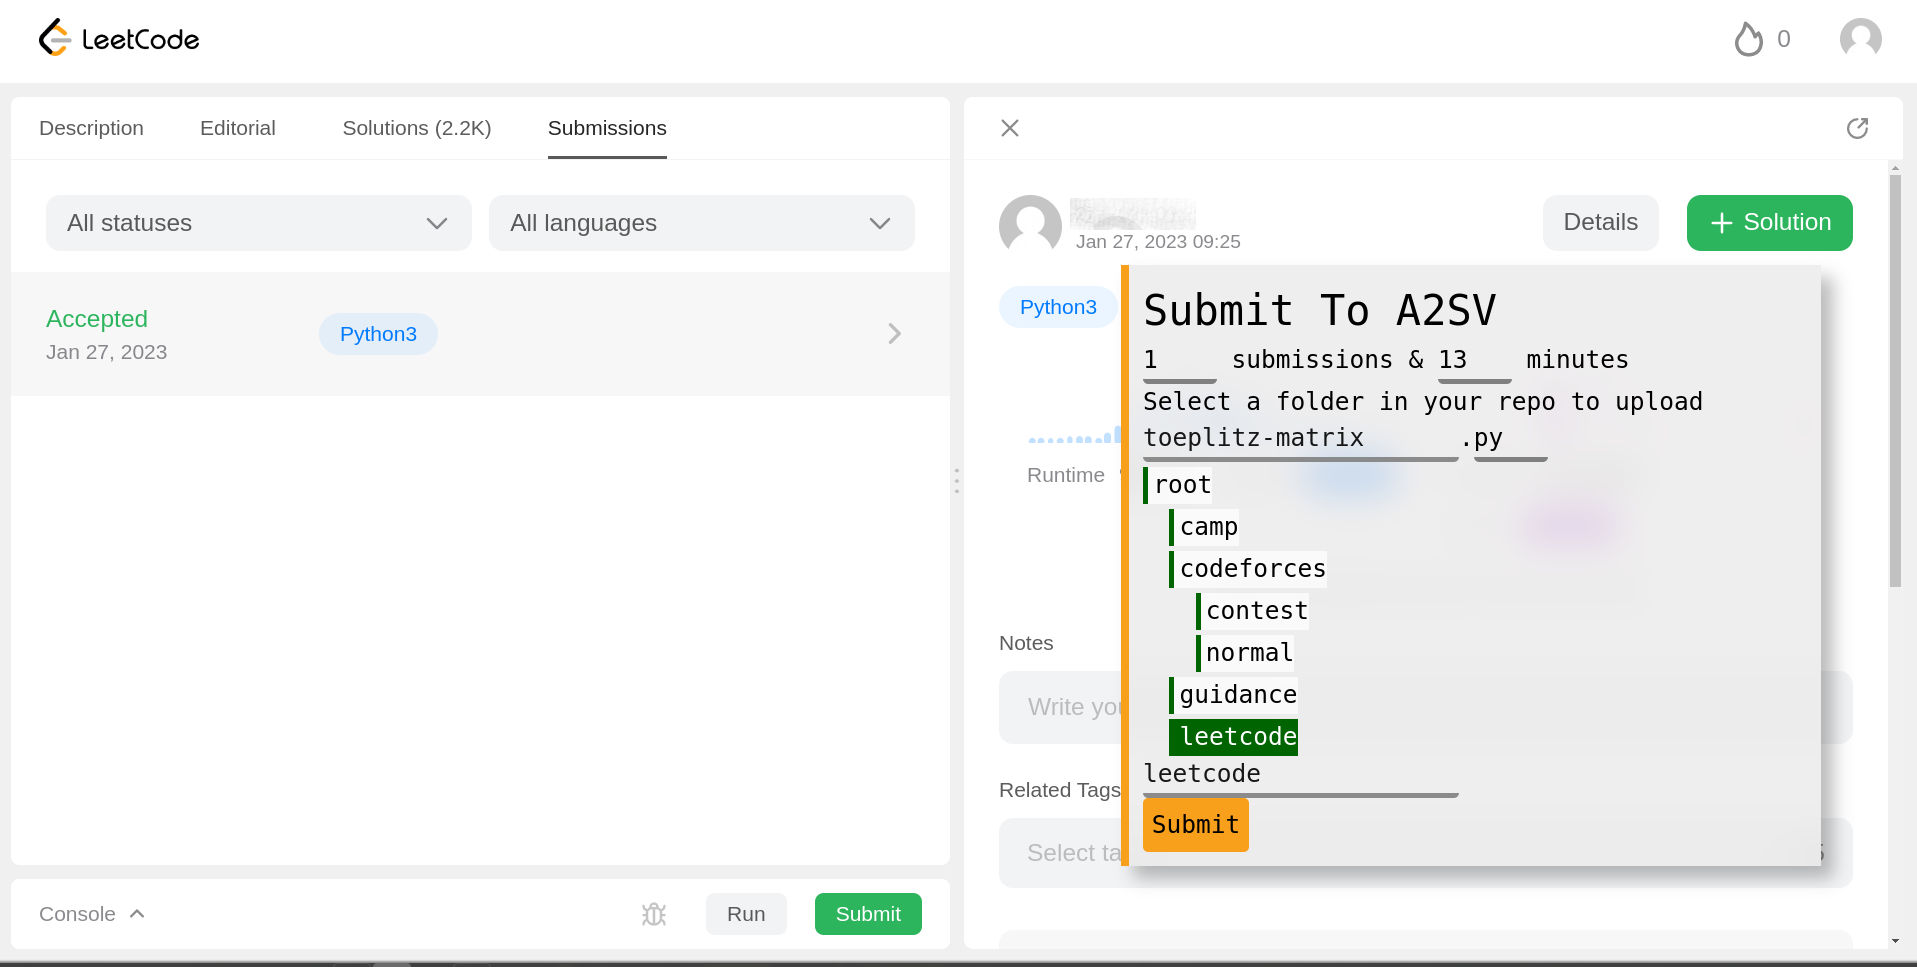 LeetCode
0
Description Editorial Solutions (2.2K) Submissions
All statuses All languages
Accepted
Jan 27, 2023
Python3
Console Run Submit
Jan 27, 2023 09:25
Details Solution
Python3
Runtime
Notes
Write
Related Tags
Select
Submit To A2SV
1 submissions & 13 minutes
Select a folder in your repo to upload
toeplitz-matrix .py
root
camp
codeforces
contest
normal
guidance
leetcode
leetcode
Submit